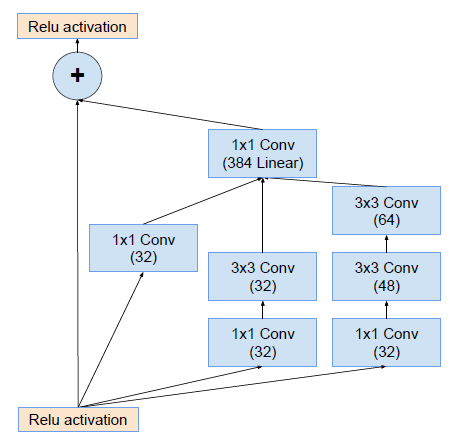 Relu activation
+
1x1 Conv
(384 Linear)
3x3 Conv
(64)
1x1 Conv
(32)
3x3 Conv
(32)
3x3 Conv
(48)
1x1 Conv
(32)
1x1 Conv
(32)
Relu activation